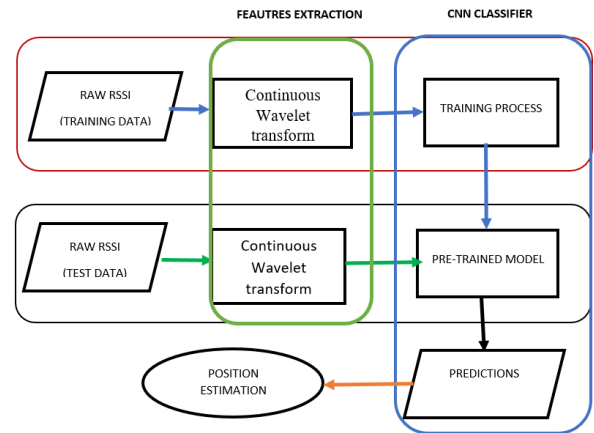 FEAUTRES EXTRACTION
CNN CLASSIFIER
RAW RSSI
(TRAINING DATA)
Continuous
Wavelet
transform
TRAINING PROCESS
RAW RSSI
(TEST DATA)
Continuous
Wavelet
transform
PRE-TRAINED MODEL
POSITION
ESTIMATION
PREDICTIONS